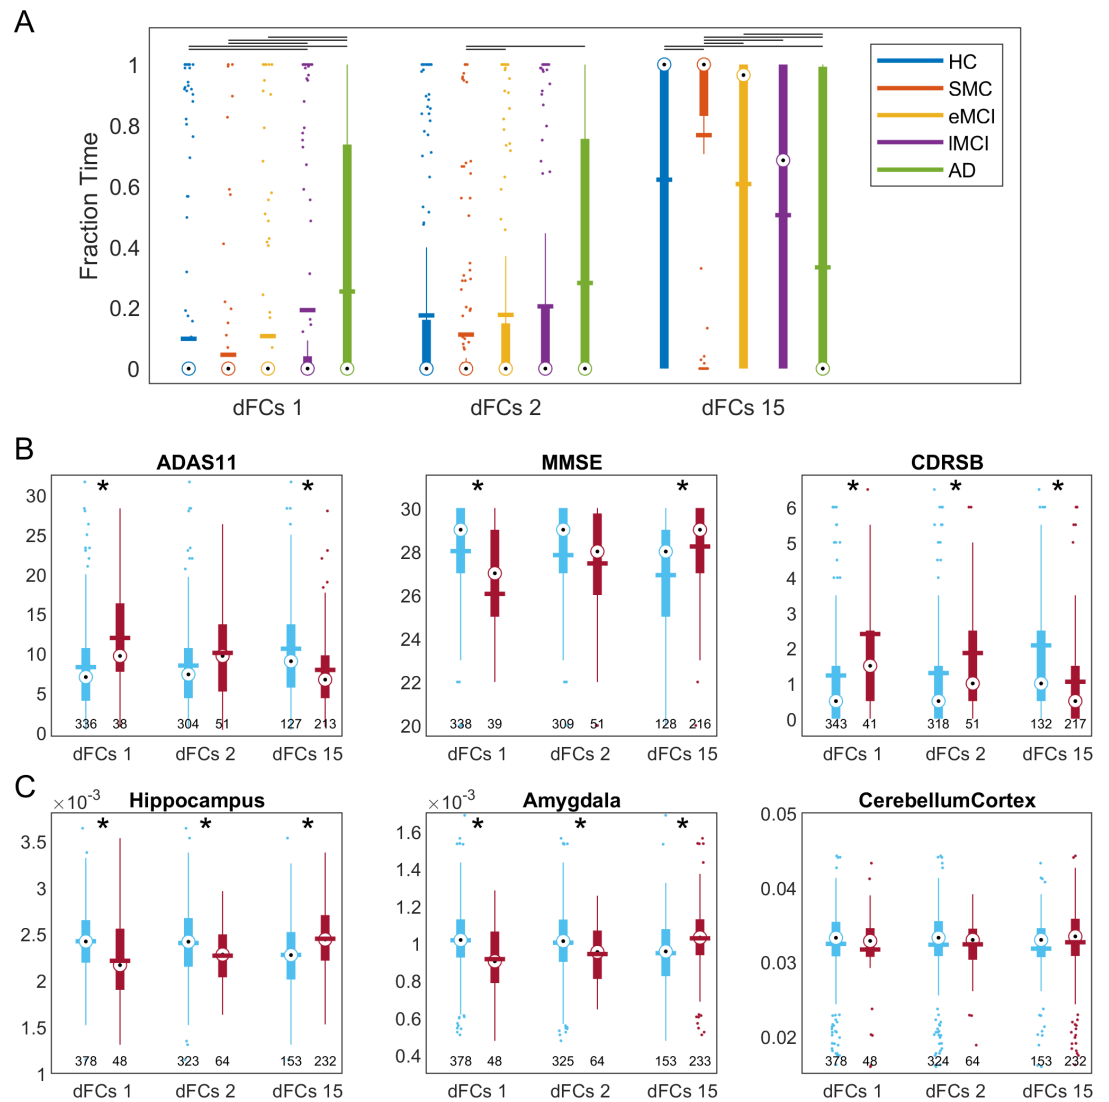 A
Fraction Time
1
0.8
0.6
0.4
0.2
0
HC
SMC
eMCI
lMCI
AD
dFCs 1 dFCs 2 dFCs 15
B
ADAS11
30
25
20
15
10
5
0
336 38 304 51 127 213
dFCs 1 dFCs 2 dFCs 15
* *
MMSE
30
28
26
24
22
20
338 39 309 51 128 216
dFCs 1 dFCs 2 dFCs 15
* *
CDRSB
6
5
4
3
2
1
0
343 41 318 51 132 217
dFCs 1 dFCs 2 dFCs 15
* * *
C
×10-3
Hippocampus
3.5
3
2.5
2
1.5
1
378 48 323 64 153 232
dFCs 1 dFCs 2 dFCs 15
* * *
×10-3
Amygdala
1.6
1.4
1.2
1
0.8
0.6
0.4
378 48 325 64 153 233
dFCs 1 dFCs 2 dFCs 15
* * *
CerebellumCortex
0.05
0.04
0.03
0.02
378 48 324 64 153 232
dFCs 1 dFCs 2 dFCs 15